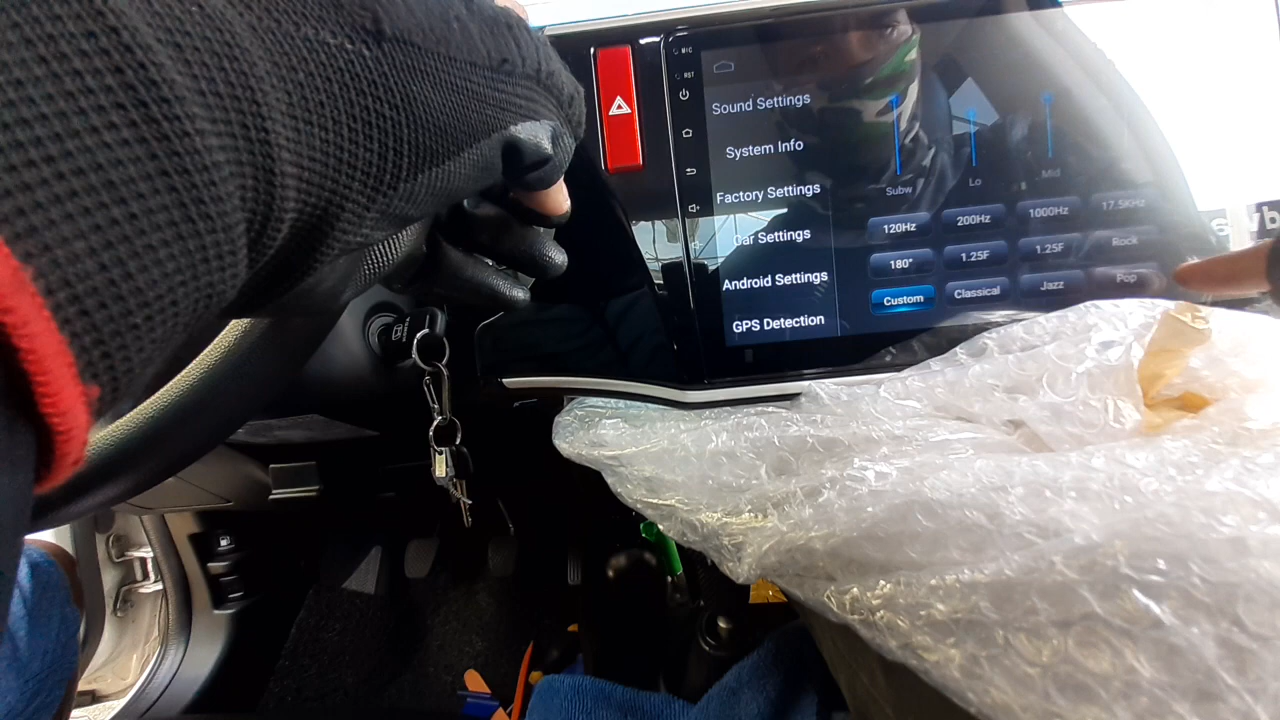 MIC
RST
Sound Settings
System Info
Factory Settings
Car Settings
Android Settings
GPS Detection
Subw
Lo
Mid
120Hz
200Hz
1000Hz
17.5KHz
180°
1.25F
1.25F
Rock
Custom
Classical
Jazz
Pop